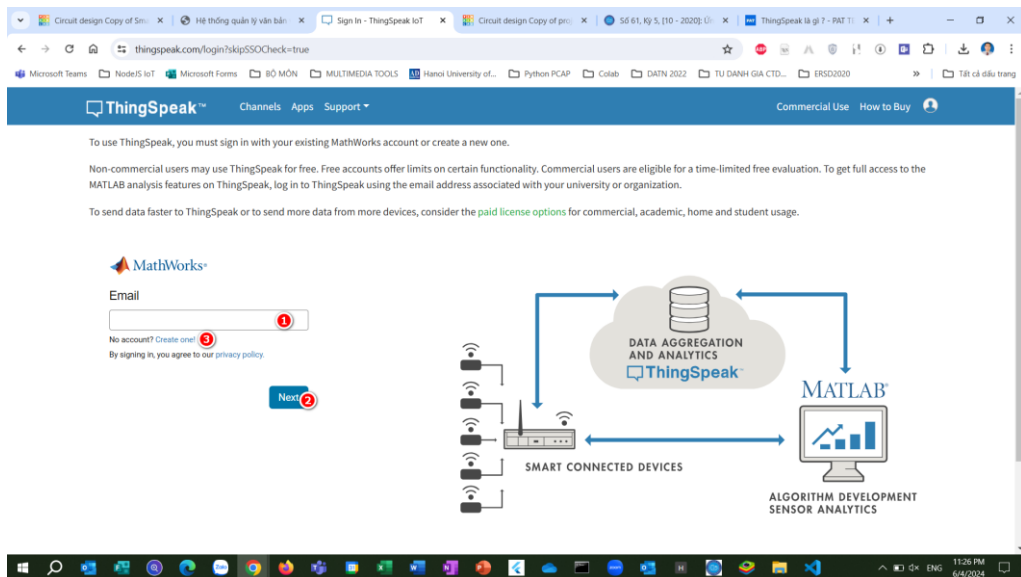 Circuit design Copy of Sm
Hệ thống quản lý văn bản
Sign In - ThingSpeak IoT
Circuit design Copy of proj
Số 61, Kỳ 5, [10 - 2020]:
ThingSpeak là gì ? - PAT
thingspeak.com/login?skipSSOCheck=true
Microsoft Teams
NodeJS IoT
Microsoft Forms
BỘ MÔN
MULTIMEDIA TOOLS
Hanoi University of...
Python PCAP
Colab
DATN 2022
TU DANH GIA CTD...
ERSD2020
»
Tất cả dấu trang
ThingSpeak™
Channels Apps Support
Commercial Use How to Buy
To use ThingSpeak, you must sign in with your existing MathWorks account or create a new one.
Non-commercial users may use ThingSpeak for free. Free accounts offer limits on certain functionality. Commercial users are eligible for a time-limited free evaluation. To get full access to the
MATLAB analysis features on ThingSpeak, log in to ThingSpeak using the email address associated with your university or organization.
To send data faster to ThingSpeak or to send more data from more devices, consider the paid license options for commercial, academic, home and student usage.
MathWorks®
Email
1
No account? Create one! 3
By signing in, you agree to our privacy policy.
Next 2
DATA AGGREGATION
AND ANALYTICS
ThingSpeak™
MATLAB®
SMART CONNECTED DEVICES
ALGORITHM DEVELOPMENT
SENSOR ANALYTICS
ENG
11:26 PM
6/4/2024